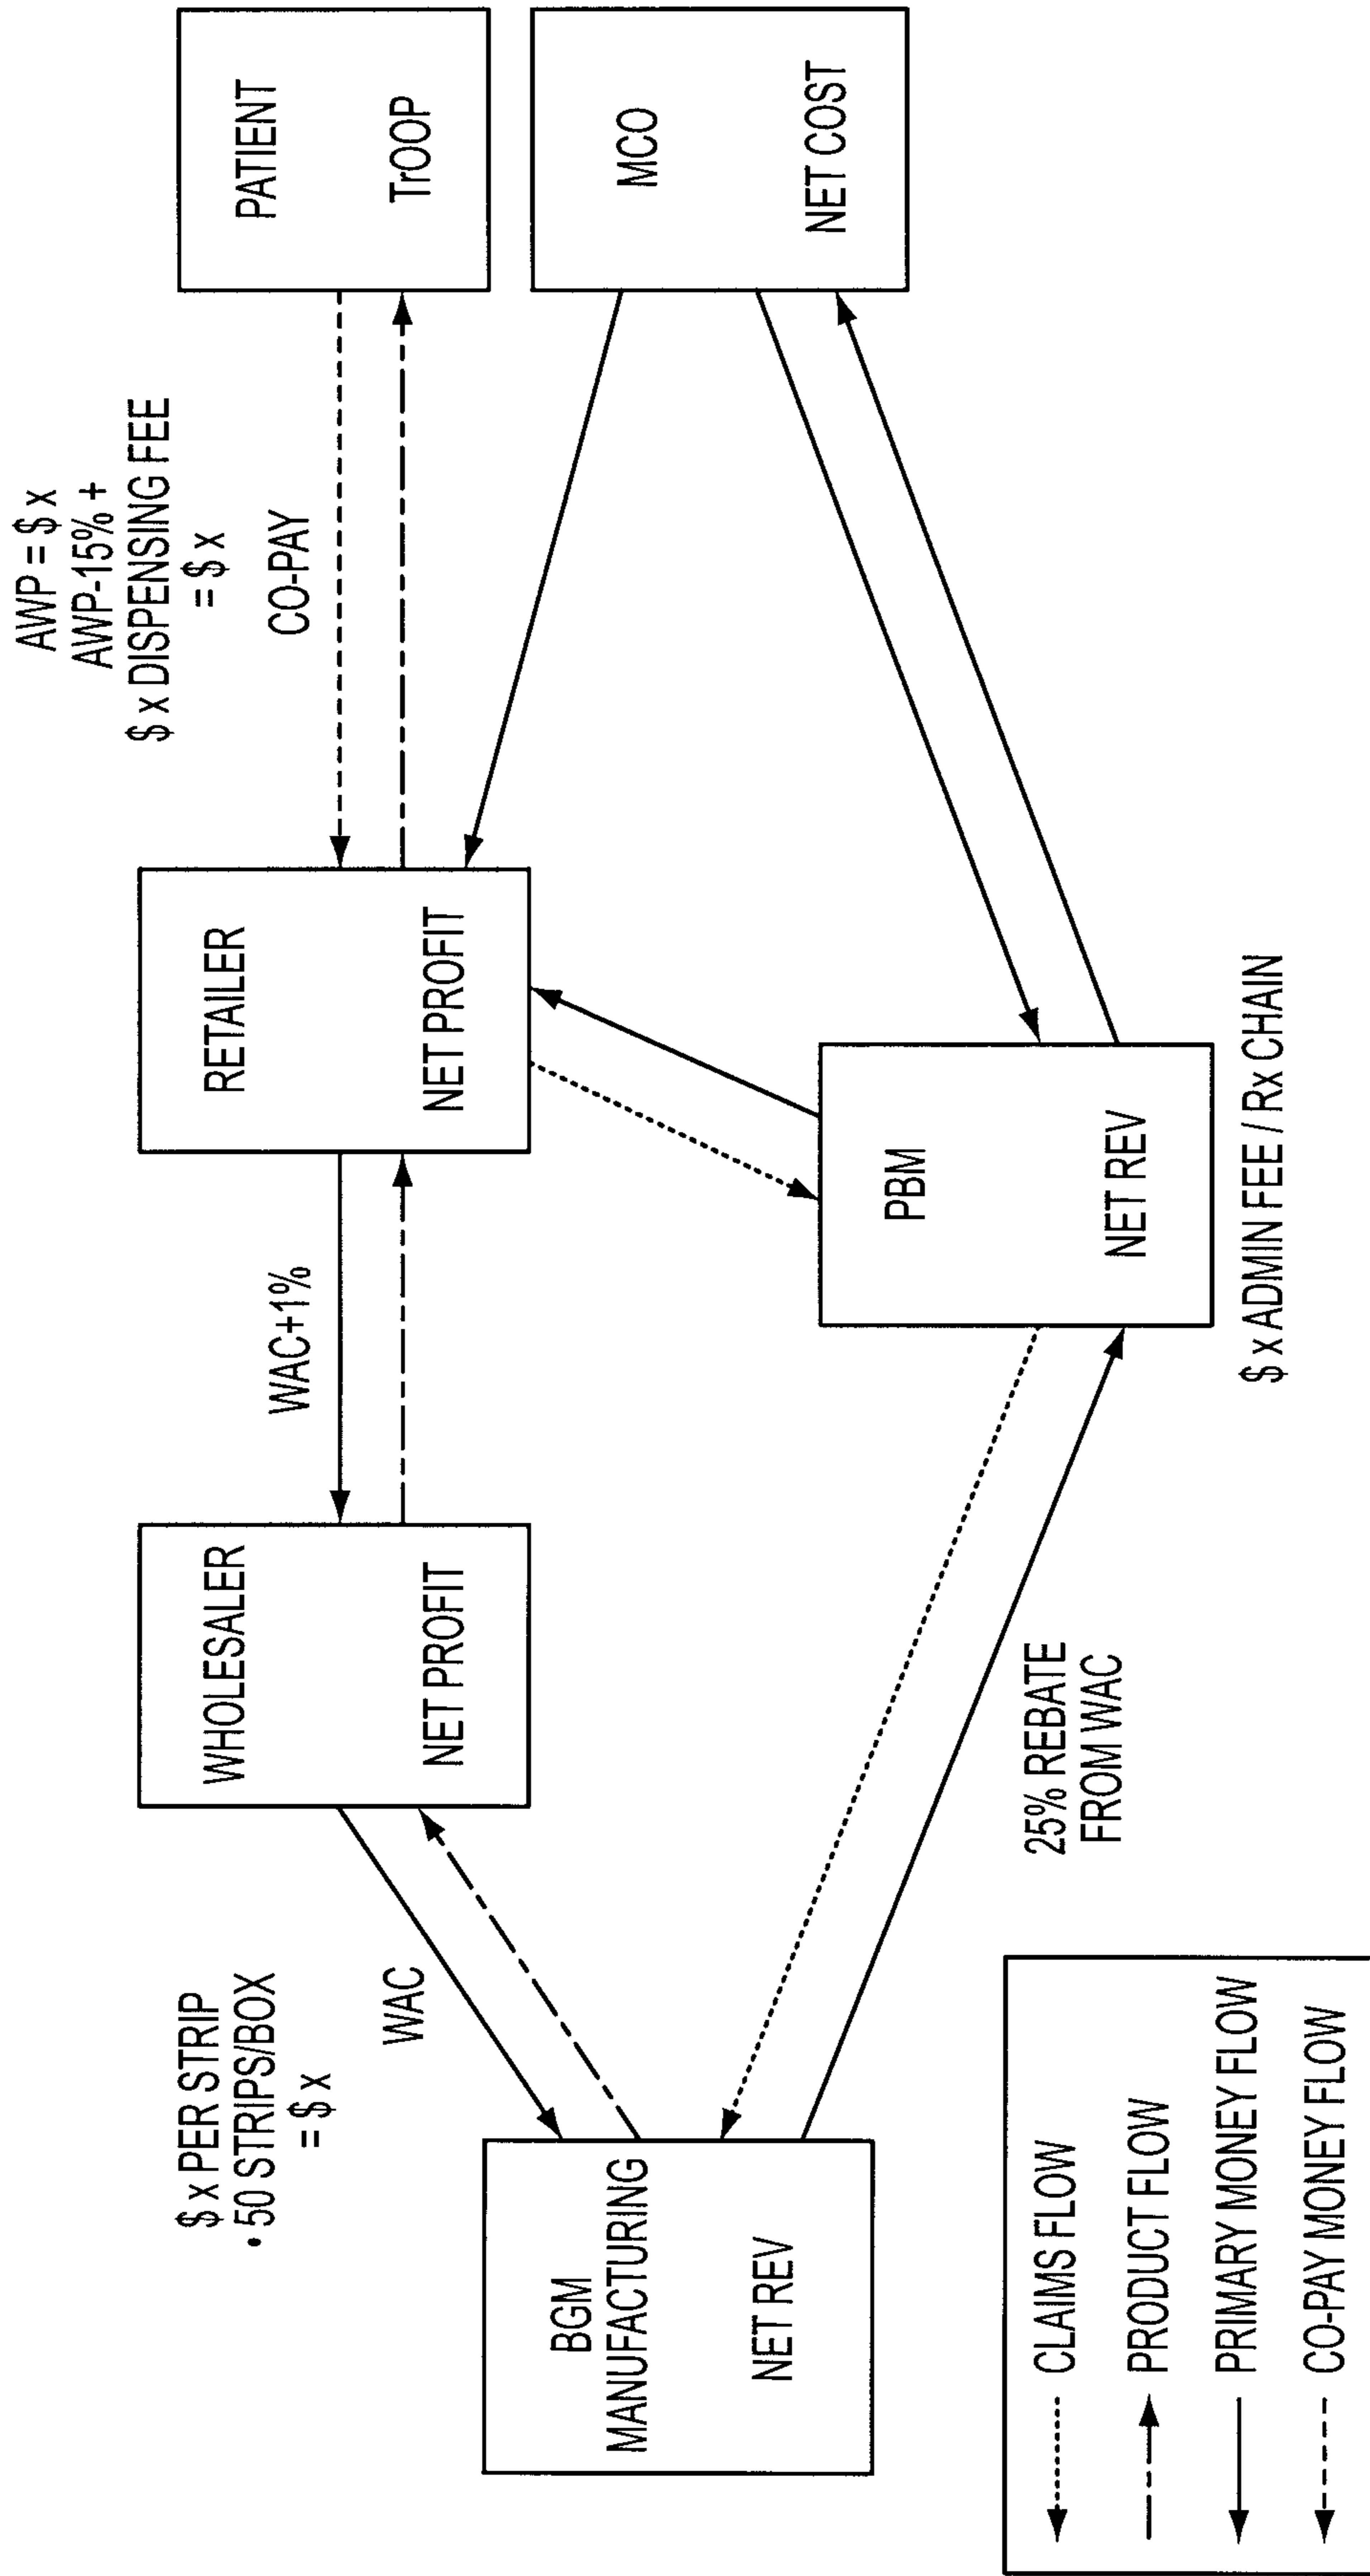 $ x PER STRIP
• 50 STRIPS/BOX
= $ x
WAC
WAC+1%
AWP = $ x
AWP-15% +
$ x DISPENSING FEE
= $ x
CO-PAY
BGM
MANUFACTURING
NET REV
WHOLESALER
NET PROFIT
RETAILER
NET PROFIT
PATIENT
TrOOP
MCO
NET COST
PBM
NET REV
$ x ADMIN FEE / Rx CHAIN
25% REBATE
FROM WAC
CLAIMS FLOW
PRODUCT FLOW
PRIMARY MONEY FLOW
CO-PAY MONEY FLOW